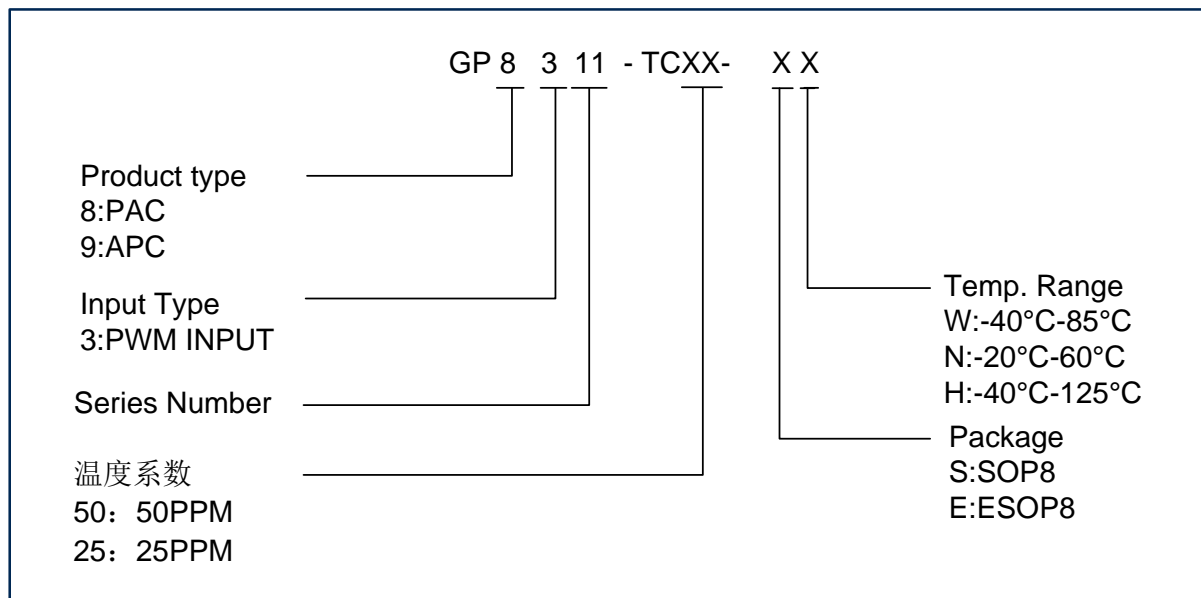 GP 8 3 11 - TCXX- X X
Product type
8:PAC
9:APC
Input Type
3:PWM INPUT
Series Number
温度系数
50：50PPM
25：25PPM
Temp. Range
W:-40°C-85°C
N:-20°C-60°C
H:-40°C-125°C
Package
S:SOP8
E:ESOP8